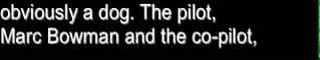 obviously a dog. The pilot,
Marc Bowman and the co-pilot,